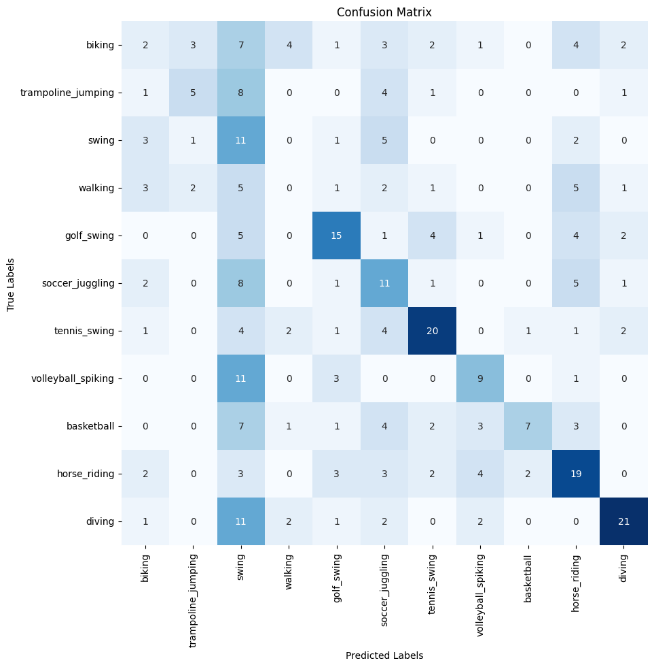 Confusion Matrix
biking 2 3 7 4 1 3 2 1 0 4 2
trampoline_jumping 1 5 8 0 0 4 1 0 0 0 1
swing 3 1 11 0 1 5 0 0 0 2 0
walking 3 2 5 0 1 2 1 0 0 5 1
golf_swing 0 0 5 0 15 1 4 1 0 4 2
soccer_juggling 2 0 8 0 1 11 1 0 0 5 1
tennis_swing 1 0 4 2 1 4 20 0 1 1 2
volleyball_spiking 0 0 11 0 3 0 0 9 0 1 0
basketball 0 0 7 1 1 4 2 3 7 3 0
horse_riding 2 0 3 0 3 3 2 4 2 19 0
diving 1 0 11 2 1 2 0 2 0 0 21
True Labels
biking
trampoline_jumping
swing
walking
golf_swing
soccer_juggling
tennis_swing
volleyball_spiking
basketball
horse_riding
diving
Predicted Labels